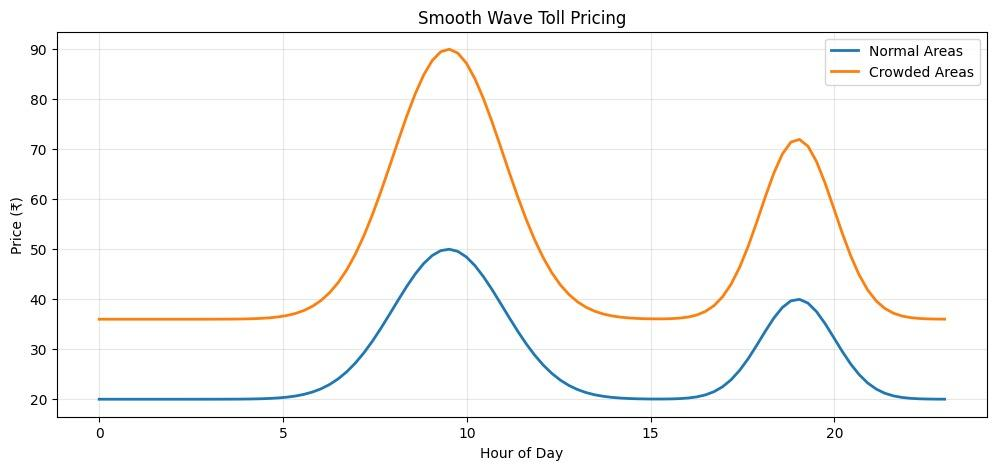 Smooth Wave Toll Pricing
Normal Areas
Crowded Areas
Price (₹)
90
80
70
60
50
40
30
20
0 5 10 15 20
Hour of Day